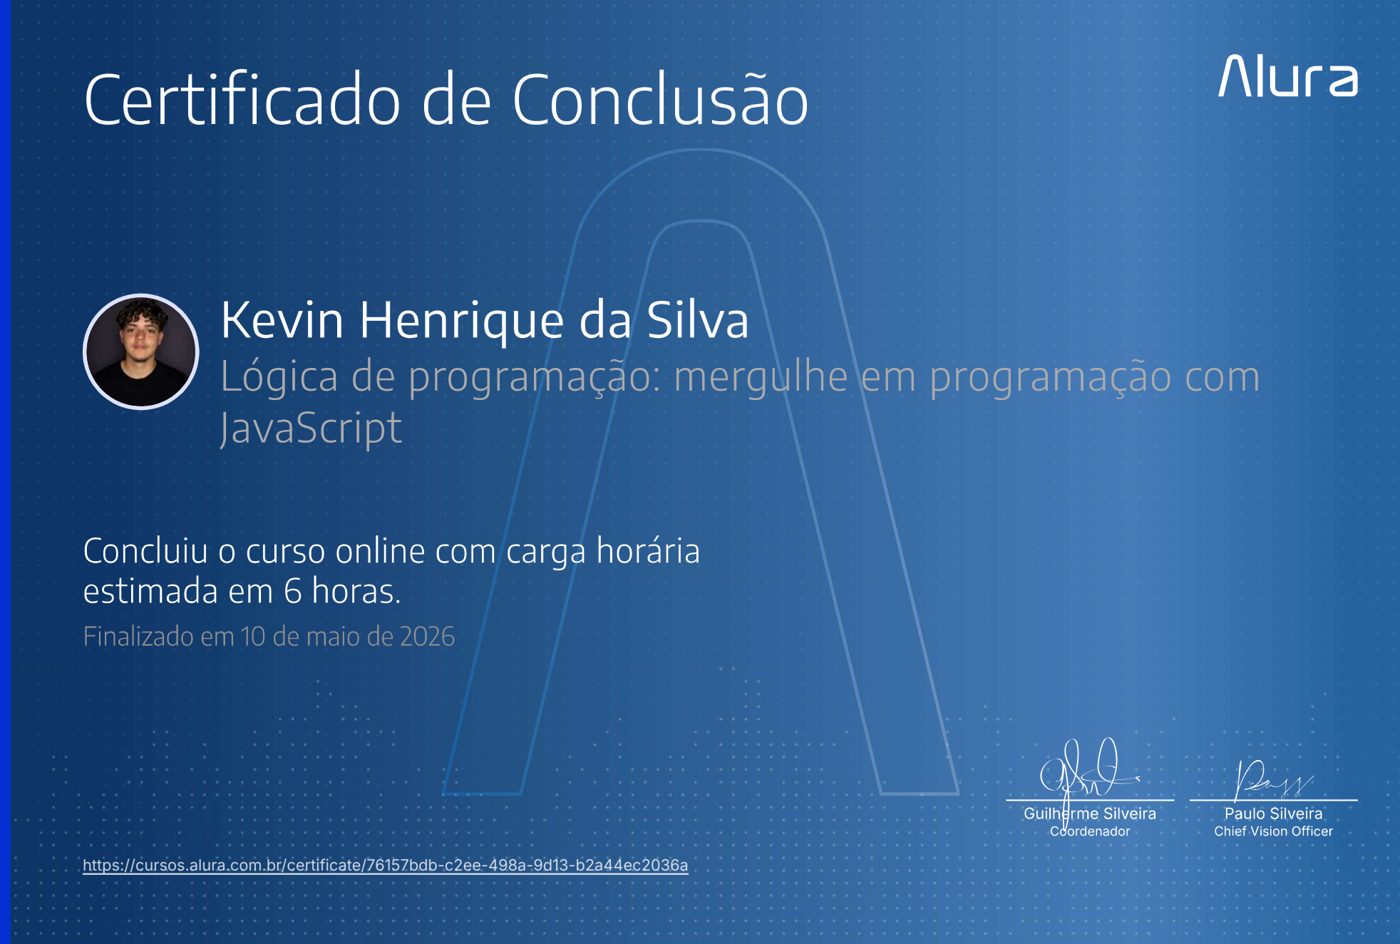 Certificado de Conclusão
Alura
Kevin Henrique da Silva
Lógica de programação: mergulhe em programação com
JavaScript
Concluiu o curso online com carga horária
estimada em 6 horas.
Finalizado em 10 de maio de 2026
Guilherme Silveira
Coordenador
Paulo Silveira
Chief Vision Officer
https://cursos.alura.com.br/certificate/76157bdb-c2ee-498a-9d13-b2a44ec2036a